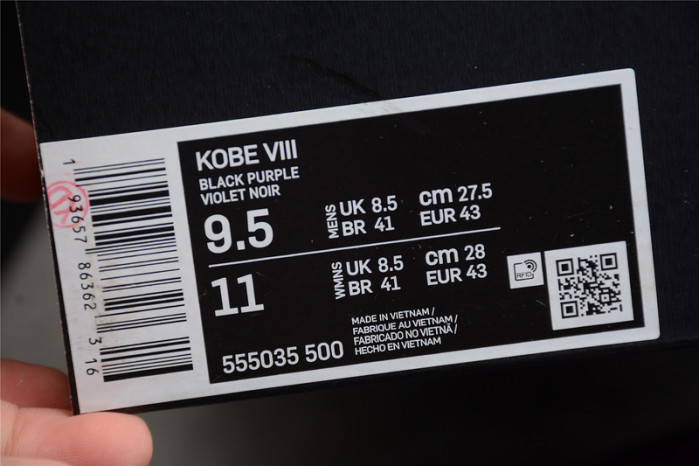 KOBE VIII
BLACK PURPLE
VIOLET NOIR
9.5
MENS
UK 8.5
cm 27.5
BR 41
EUR 43
11
WMNS
UK 8.5
cm 28
BR 41
EUR 43
RFID
MADE IN VIETNAM /
FABRIQUE AU VIETNAM /
FABRICADO NO VIETNÃ /
HECHO EN VIETNAM
555035 500
1 93657 86362 3 16